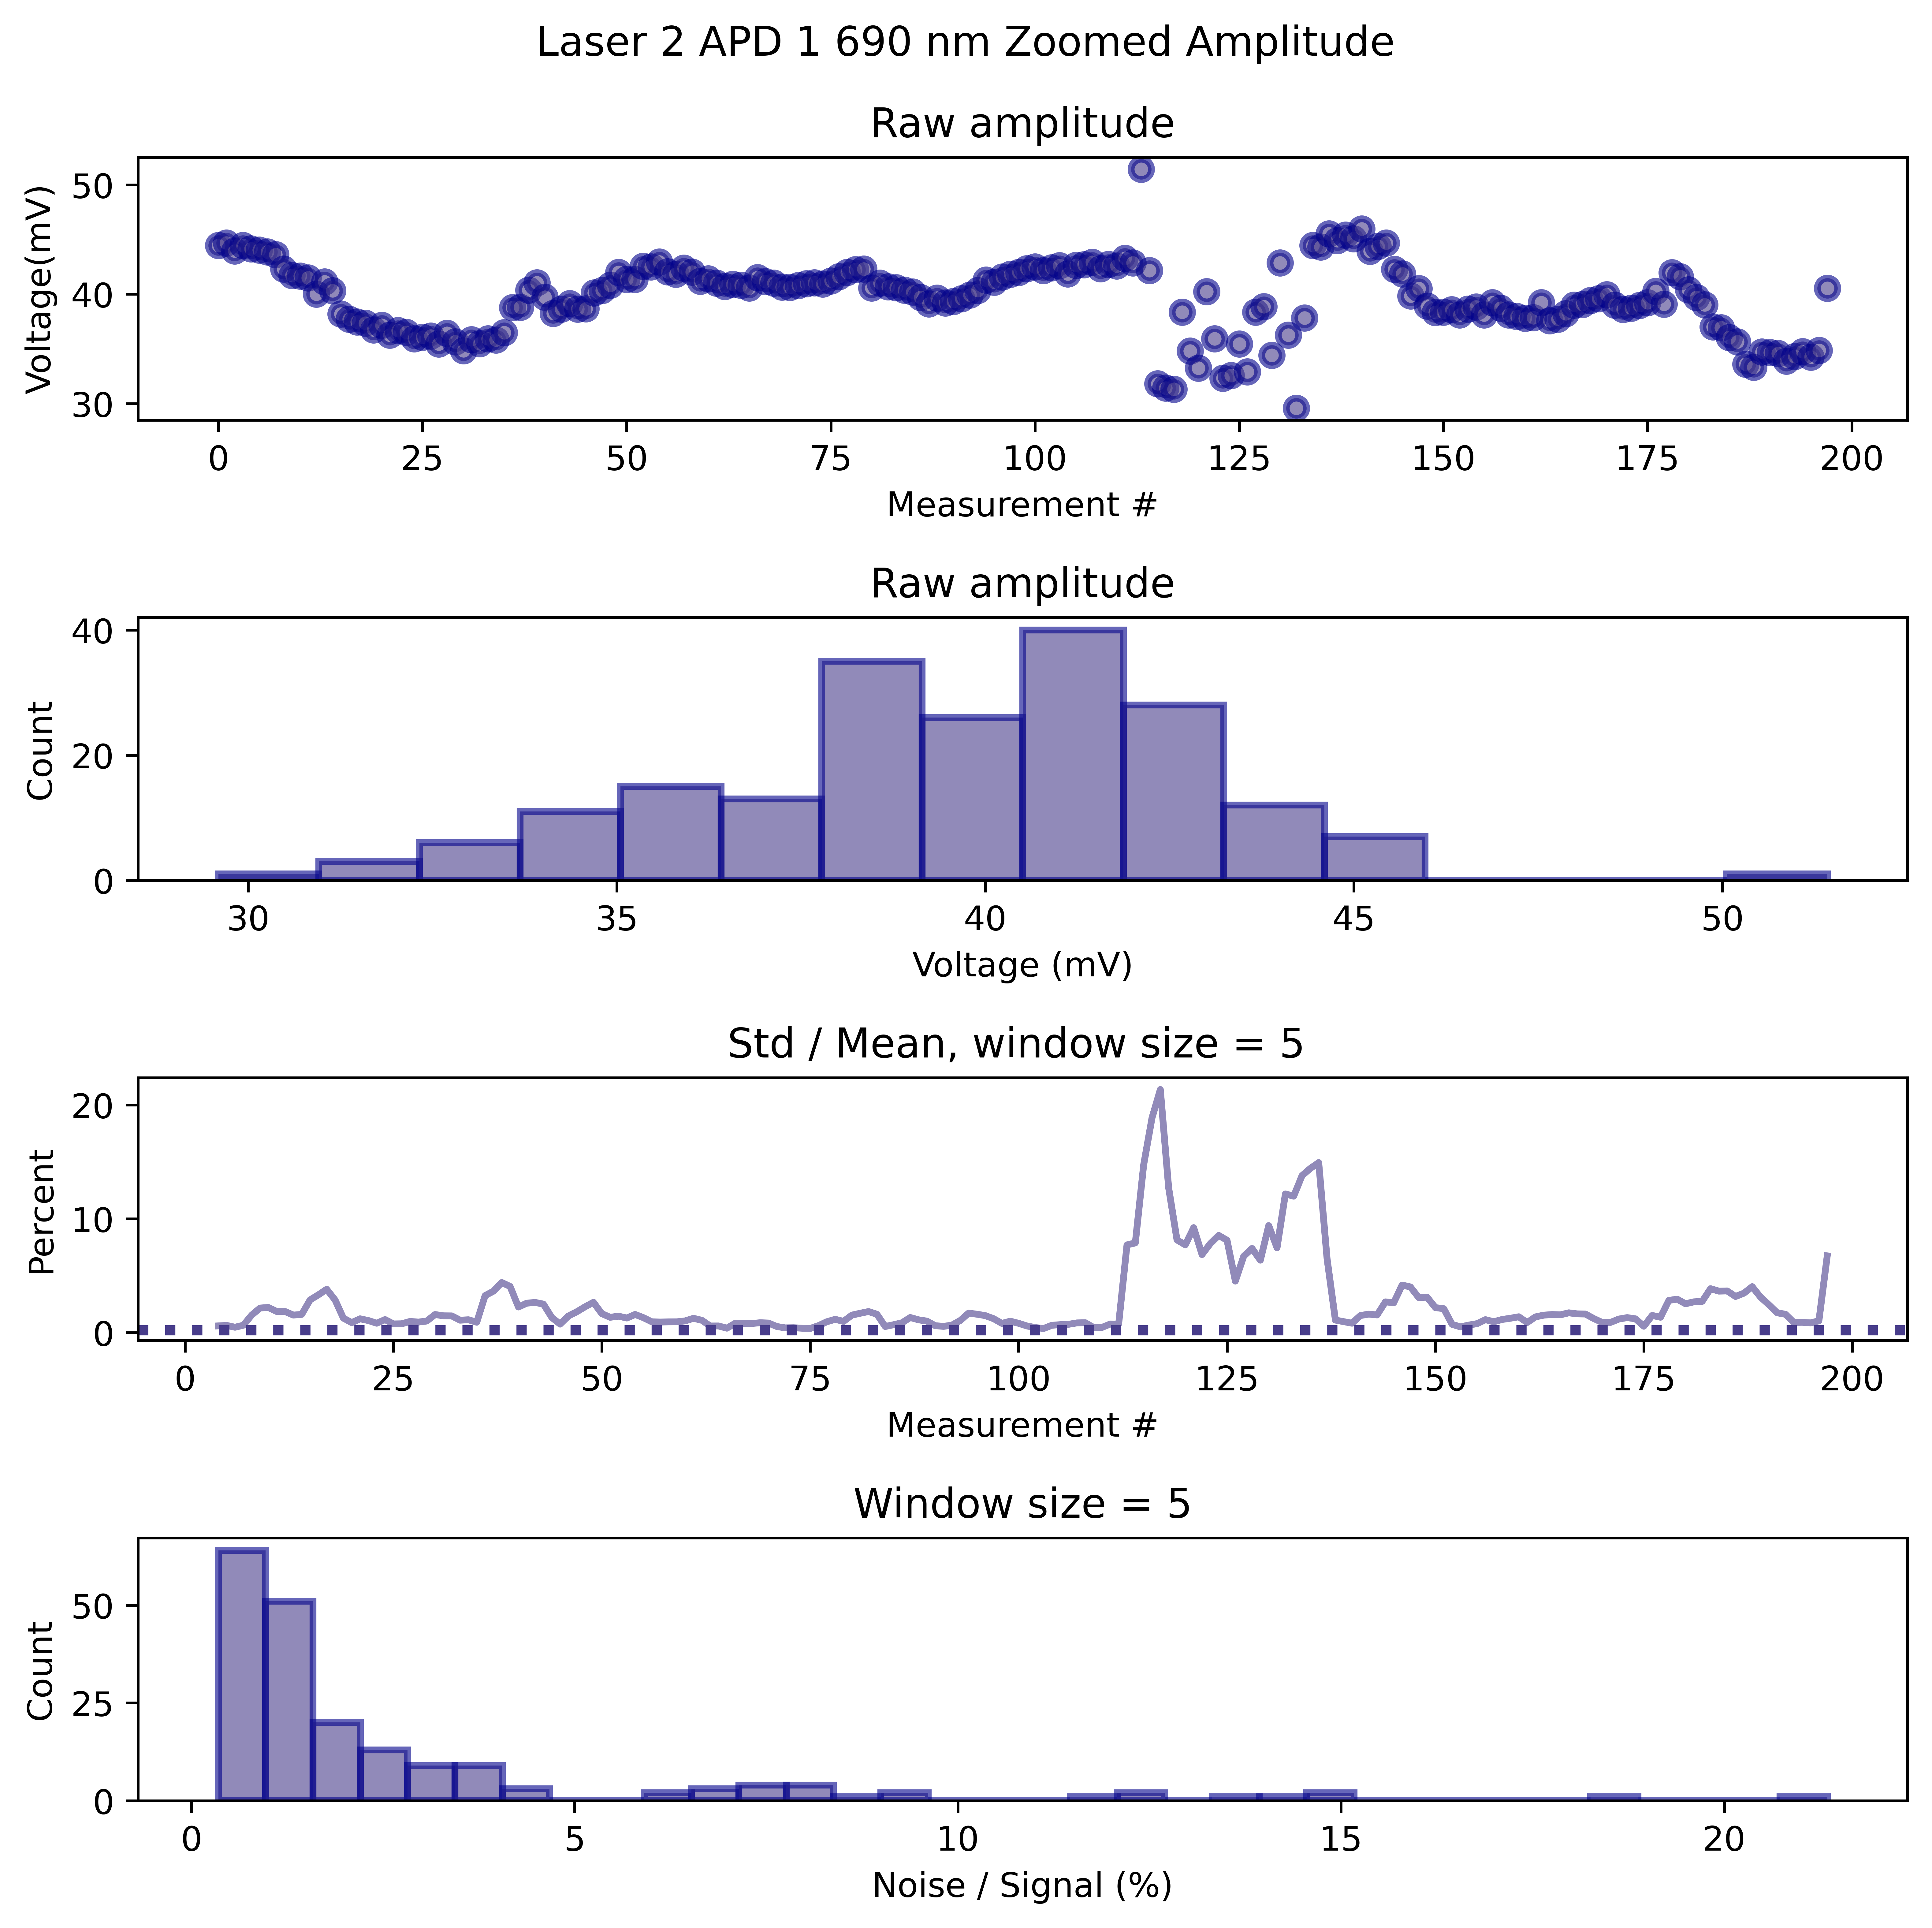 Laser 2 APD 1 690 nm Zoomed Amplitude
Raw amplitude
Voltage(mV)
50
40
30
0 25 50 75 100 125 150 175 200
Measurement #
Raw amplitude
Count
40
20
0
30 35 40 45 50
Voltage (mV)
Std / Mean, window size = 5
Percent
20
10
0
0 25 50 75 100 125 150 175 200
Measurement #
Window size = 5
Count
50
25
0
0 5 10 15 20
Noise / Signal (%)